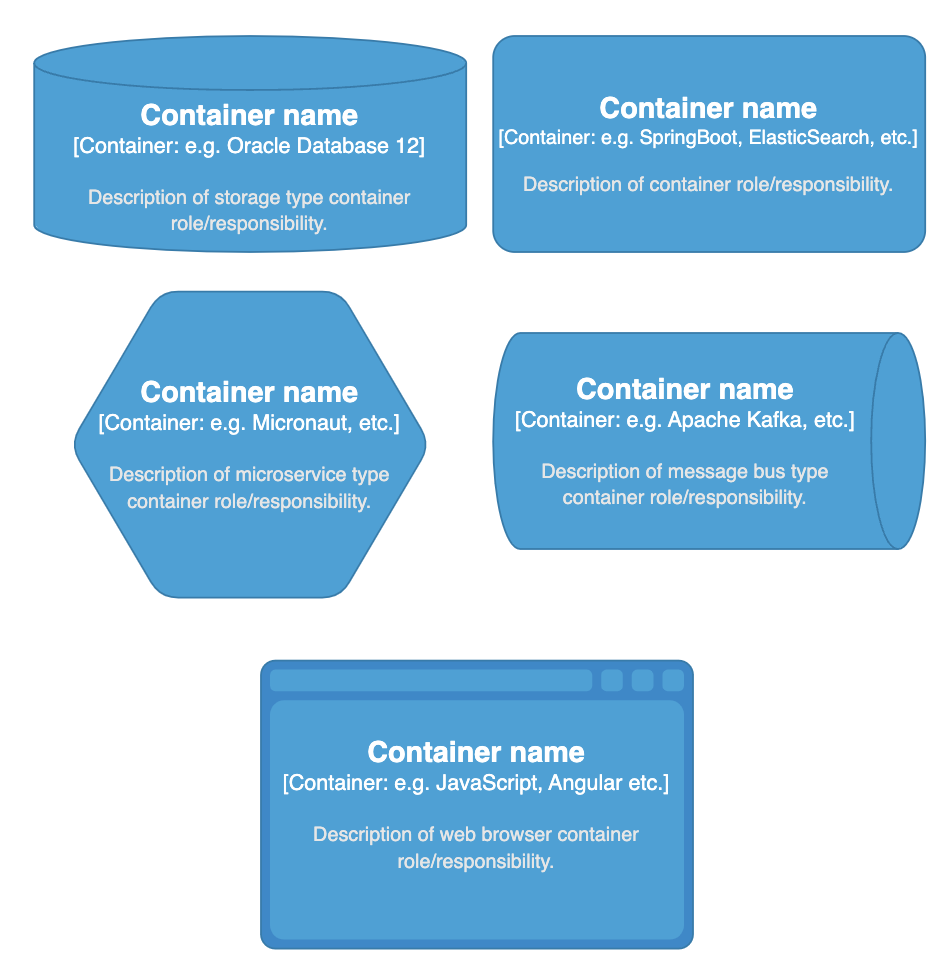 Container name
[Container: e.g. Oracle Database 12]
Description of storage type container
role/responsibility.
Container name
[Container: e.g. SpringBoot, ElasticSearch, etc.]
Description of container role/responsibility.
Container name
[Container: e.g. Micronaut, etc.]
Description of microservice type
container role/responsibility.
Container name
[Container: e.g. Apache Kafka, etc.]
Description of message bus type
container role/responsibility.
Container name
[Container: e.g. JavaScript, Angular etc.]
Description of web browser container
role/responsibility.